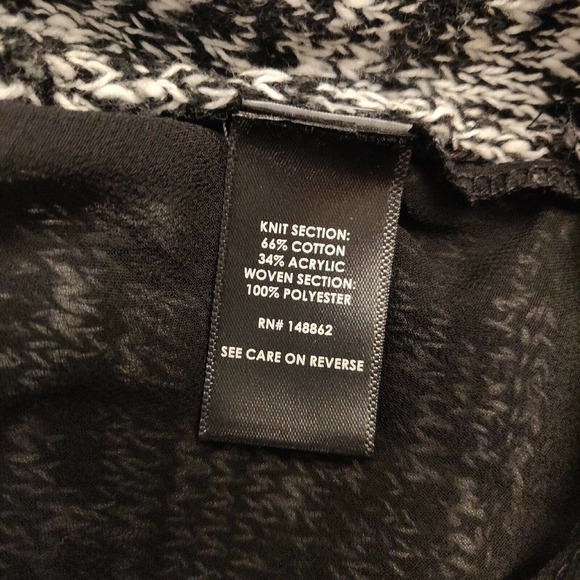 KNIT SECTION:
66% COTTON
34% ACRYLIC
WOVEN SECTION:
100% POLYESTER
RN# 148862
SEE CARE ON REVERSE